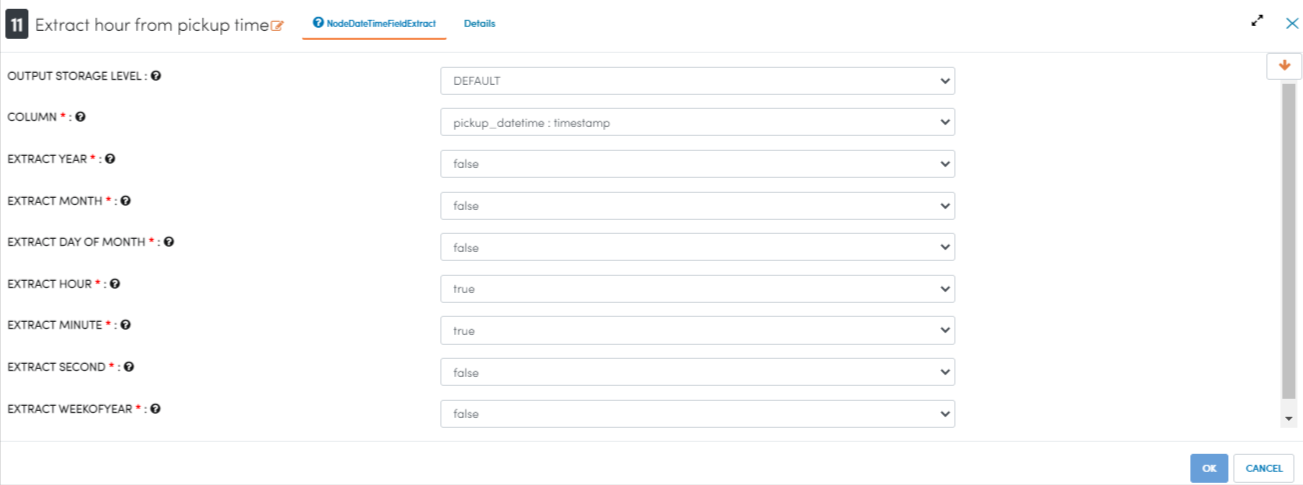 11 Extract hour from pickup time NodeDateTimeFieldExtract Details
OUTPUT STORAGE LEVEL : DEFAULT
COLUMN * : pickup_datetime : timestamp
EXTRACT YEAR * : false
EXTRACT MONTH * : false
EXTRACT DAY OF MONTH * : false
EXTRACT HOUR * : true
EXTRACT MINUTE * : true
EXTRACT SECOND * : false
EXTRACT WEEKOFYEAR * : false
OK CANCEL